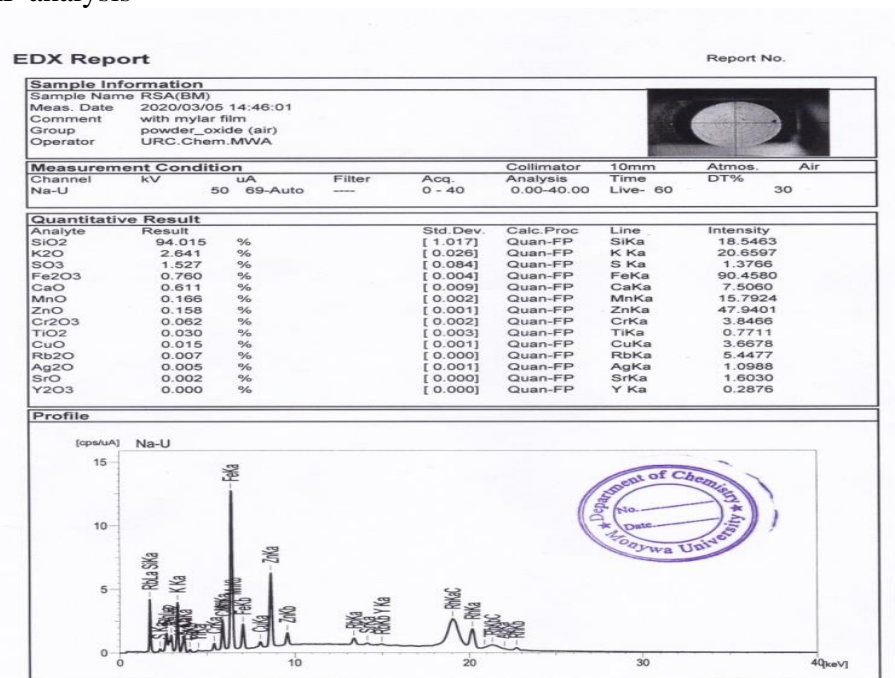 analysis
EDX Report
Report No.
Sample Information
Sample Name RSA(BM)
Meas. Date 2020/03/05 14:46:01
Comment with mylar film
Group powder_oxide (air)
Operator URC.Chem.MWA
Measurement Condition Collimator 10mm Atmos. Air
Channel kV uA Filter Acq. Analysis Time DT%
Na-U 50 69-Auto ---- 0 - 40 0.00-40.00 Live- 60 30
Quantitative Result
Analyte Result Std.Dev. Calc.Proc Line Intensity
SiO2 94.015 % [ 1.017] Quan-FP SiKa 18.5463
K2O 2.641 % [ 0.026] Quan-FP K Ka 20.6597
SO3 1.527 % [ 0.084] Quan-FP S Ka 1.3766
Fe2O3 0.760 % [ 0.004] Quan-FP FeKa 90.4580
CaO 0.611 % [ 0.009] Quan-FP CaKa 7.5060
MnO 0.166 % [ 0.002] Quan-FP MnKa 15.7924
ZnO 0.158 % [ 0.001] Quan-FP ZnKa 47.9401
Cr2O3 0.062 % [ 0.002] Quan-FP CrKa 3.8466
TiO2 0.030 % [ 0.003] Quan-FP TiKa 0.7711
CuO 0.015 % [ 0.001] Quan-FP CuKa 3.6678
Rb2O 0.007 % [ 0.000] Quan-FP RbKa 5.4477
Ag2O 0.005 % [ 0.001] Quan-FP AgKa 1.0988
SrO 0.002 % [ 0.000] Quan-FP SrKa 1.6030
Y2O3 0.000 % [ 0.000] Quan-FP Y Ka 0.2876
Profile
[cps/uA] Na-U
15
10
5
0
RbLa SiKa
S Ka
K Ka
FeKa
FeKb
CuKa
ZnKa
ZnKb
RbKa
SrKa
RbKb Y Ka
RhKaC
RhKa
0 10 20 30 40[keV]
Department of Chemistry
No.
Date
Monywa University